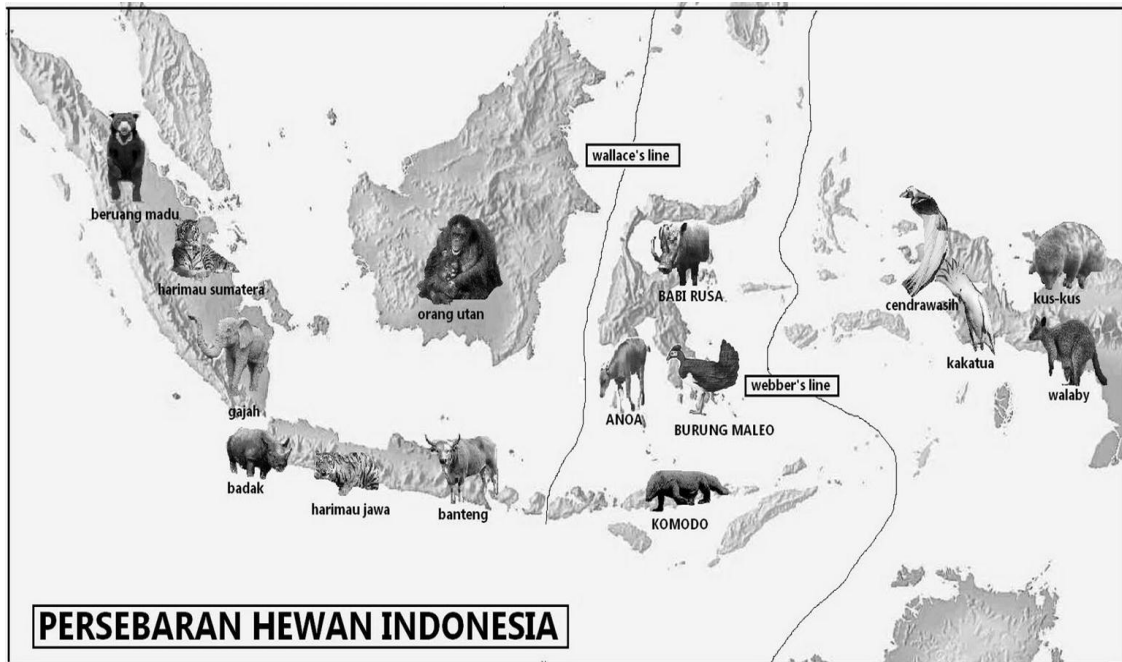 wallace's line
beruang madu
harimau sumatera
orang utan
BABI RUSA
cendrawasih
kus-kus
kakatua
walaby
gajah
ANOA
BURUNG MALEO
webber's line
badak
harimau jawa
banteng
KOMODO
PERSEBARAN HEWAN INDONESIA